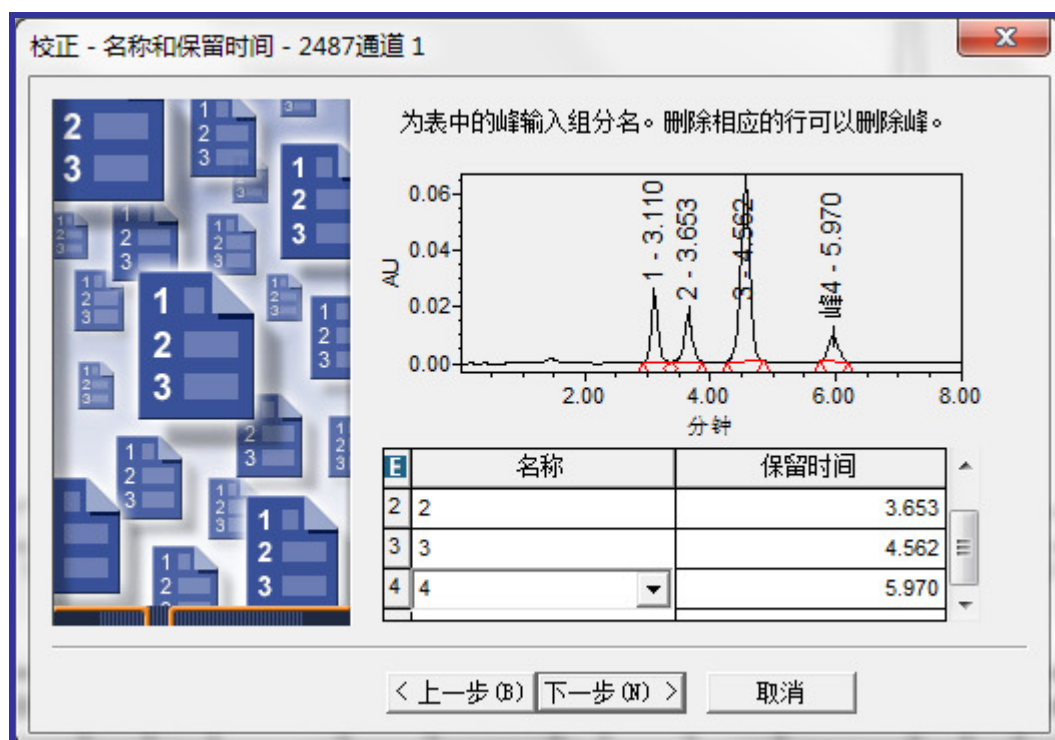 校正 - 名称和保留时间 - 2487通道 1
为表中的峰输入组分名。删除相应的行可以删除峰。
AU
0.06
0.04
0.02
0.00
1 - 3.110
2 - 3.653
3 - 4.562
峰4 - 5.970
2.00 4.00 6.00 8.00
分钟
E 名称 保留时间
2 2 3.653
3 3 4.562
4 4 5.970
< 上一步(B) 下一步(N) > 取消